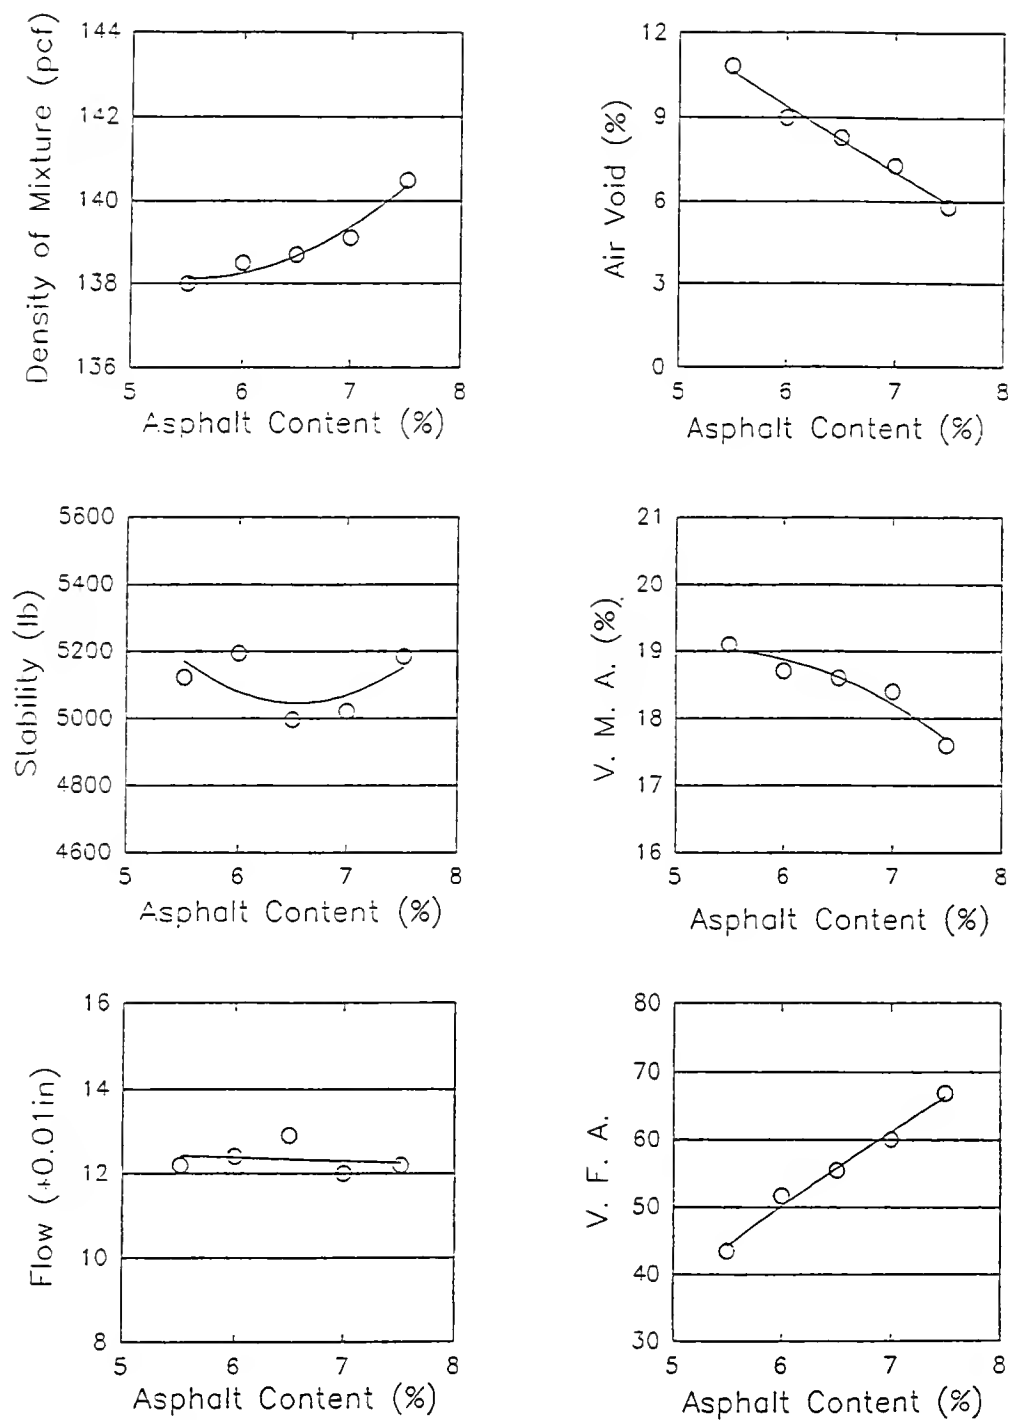 Density of Mixture (pcf)
144
142
140
138
136
5 6 7 8
Asphalt Content (%)
Air Void (%)
12
9
6
3
0
5 6 7 8
Asphalt Content (%)
Stability (lb)
5600
5400
5200
5000
4800
4600
5 6 7 8
Asphalt Content (%)
V. M. A. (%)
21
20
19
18
17
16
5 6 7 8
Asphalt Content (%)
Flow (+0.01in)
16
14
12
10
8
5 6 7 8
Asphalt Content (%)
V. F. A.
80
70
60
50
40
30
5 6 7 8
Asphalt Content (%)